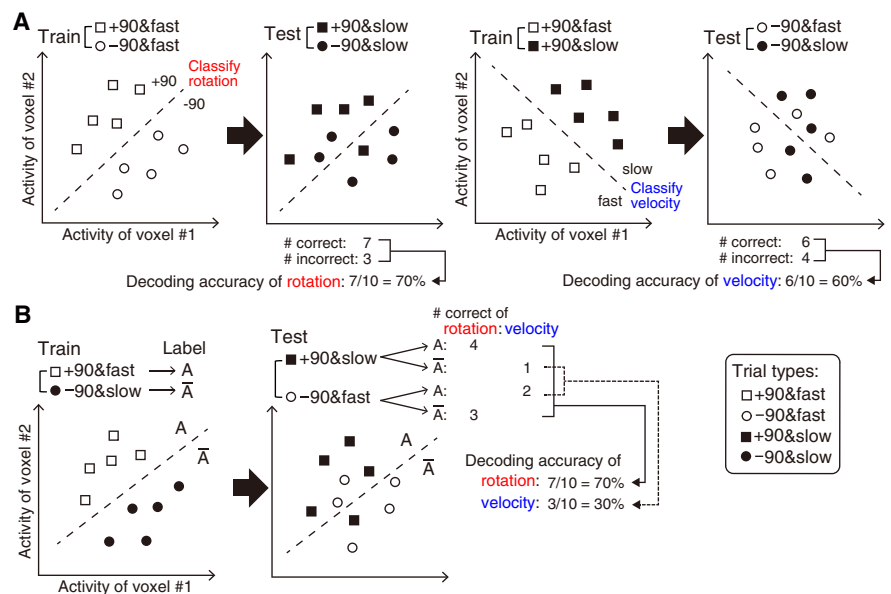 A
Train
+90&fast
−90&fast
Classify
rotation
+90
-90
Activity of voxel #2
Activity of voxel #1
Test
+90&slow
−90&slow
# correct: 7
# incorrect: 3
Decoding accuracy of rotation: 7/10 = 70%
Train
+90&fast
+90&slow
Activity of voxel #2
slow
fast
Classify
velocity
Activity of voxel #1
Test
−90&fast
−90&slow
# correct: 6
# incorrect: 4
Decoding accuracy of velocity: 6/10 = 60%
B
Train Label
+90&fast A
−90&slow A̅
Activity of voxel #2
A
A̅
Activity of voxel #1
Test
+90&slow
−90&fast
# correct of
rotation: velocity
A: 4
A̅: 1
A: 2
A̅: 3
A
A̅
Decoding accuracy of
rotation: 7/10 = 70%
velocity: 3/10 = 30%
Trial types:
+90&fast
−90&fast
+90&slow
−90&slow